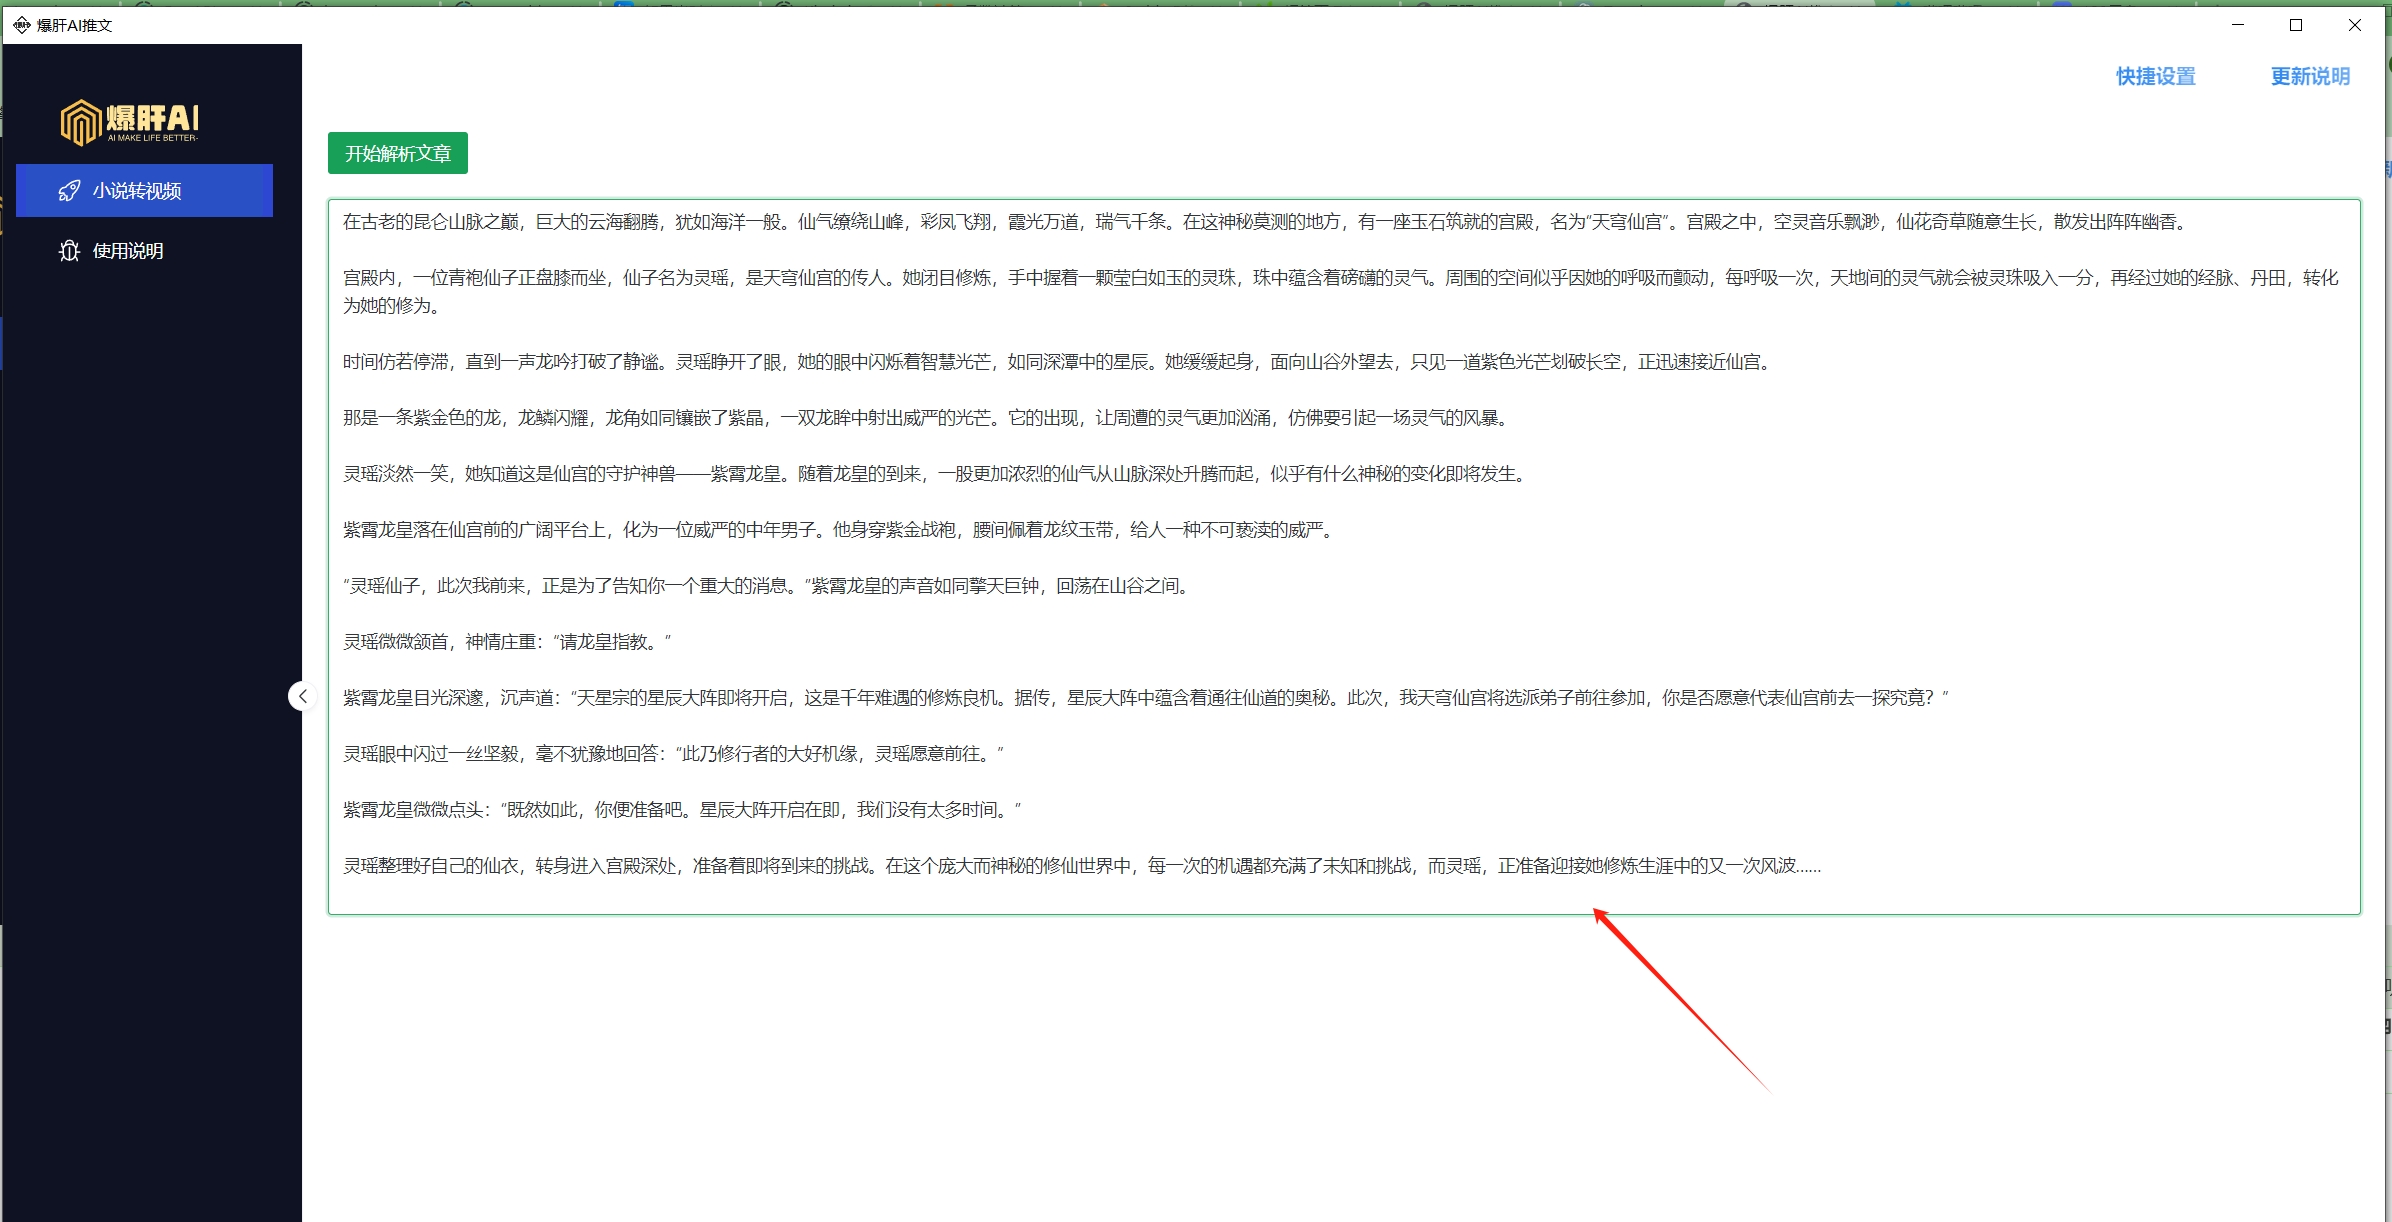 爆肝AI推文
快捷设置
更新说明
爆肝AI
AI MAKE LIFE BETTER-
小说转视频
使用说明
开始解析文章
在古老的昆仑山脉之巅，巨大的云海翻腾，犹如海洋一般。仙气缭绕山峰，彩凤飞翔，霞光万道，瑞气千条。在这神秘莫测的地方，有一座玉石筑就的宫殿，名为“天穹仙宫”。宫殿之中，空灵音乐飘渺，仙花奇草随意生长，散发出阵阵幽香。
宫殿内，一位青袍仙子正盘膝而坐，仙子名为灵瑶，是天穹仙宫的传人。她闭目修炼，手中握着一颗莹白如玉的灵珠，珠中蕴含着磅礴的灵气。周围的空间似乎因她的呼吸而颤动，每呼吸一次，天地间的灵气就会被灵珠吸入一分，再经过她的经脉、丹田，转化
为她的修为。
时间仿若停滞，直到一声龙吟打破了静谧。灵瑶睁开了眼，她的眼中闪烁着智慧光芒，如同深潭中的星辰。她缓缓起身，面向山谷外望去，只见一道紫色光芒划破长空，正迅速接近仙宫。
那是一条紫金色的龙，龙鳞闪耀，龙角如同镶嵌了紫晶，一双龙眸中射出威严的光芒。它的出现，让周遭的灵气更加汹涌，仿佛要引起一场灵气的风暴。
灵瑶淡然一笑，她知道这是仙宫的守护神兽——紫霄龙皇。随着龙皇的到来，一股更加浓烈的仙气从山脉深处升腾而起，似乎有什么神秘的变化即将发生。
紫霄龙皇落在仙宫前的广阔平台上，化为一位威严的中年男子。他身穿紫金战袍，腰间佩着龙纹玉带，给人一种不可亵渎的威严。
“灵瑶仙子，此次我前来，正是为了告知你一个重大的消息。”紫霄龙皇的声音如同擎天巨钟，回荡在山谷之间。
灵瑶微微颔首，神情庄重：“请龙皇指教。”
紫霄龙皇目光深邃，沉声道：“天星宗的星辰大阵即将开启，这是千年难遇的修炼良机。据传，星辰大阵中蕴含着通往仙道的奥秘。此次，我天穹仙宫将选派弟子前往参加，你是否愿意代表仙宫前去一探究竟？”
灵瑶眼中闪过一丝坚毅，毫不犹豫地回答：“此乃修行者的大好机缘，灵瑶愿意前往。”
紫霄龙皇微微点头：“既然如此，你便准备吧。星辰大阵开启在即，我们没有太多时间。”
灵瑶整理好自己的仙衣，转身进入宫殿深处，准备着即将到来的挑战。在这个庞大而神秘的修仙世界中，每一次的机遇都充满了未知和挑战，而灵瑶，正准备迎接她修炼生涯中的又一次风波……